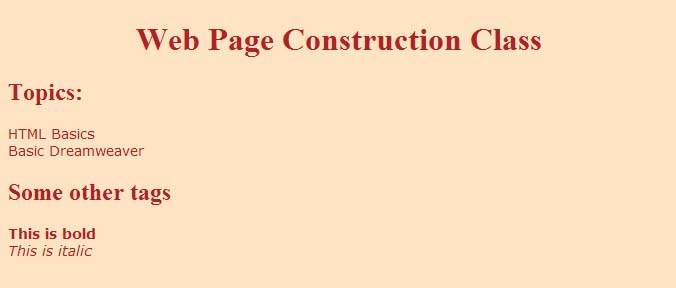 Web Page Construction Class
Topics:
HTML Basics
Basic Dreamweaver
Some other tags
This is bold
This is italic